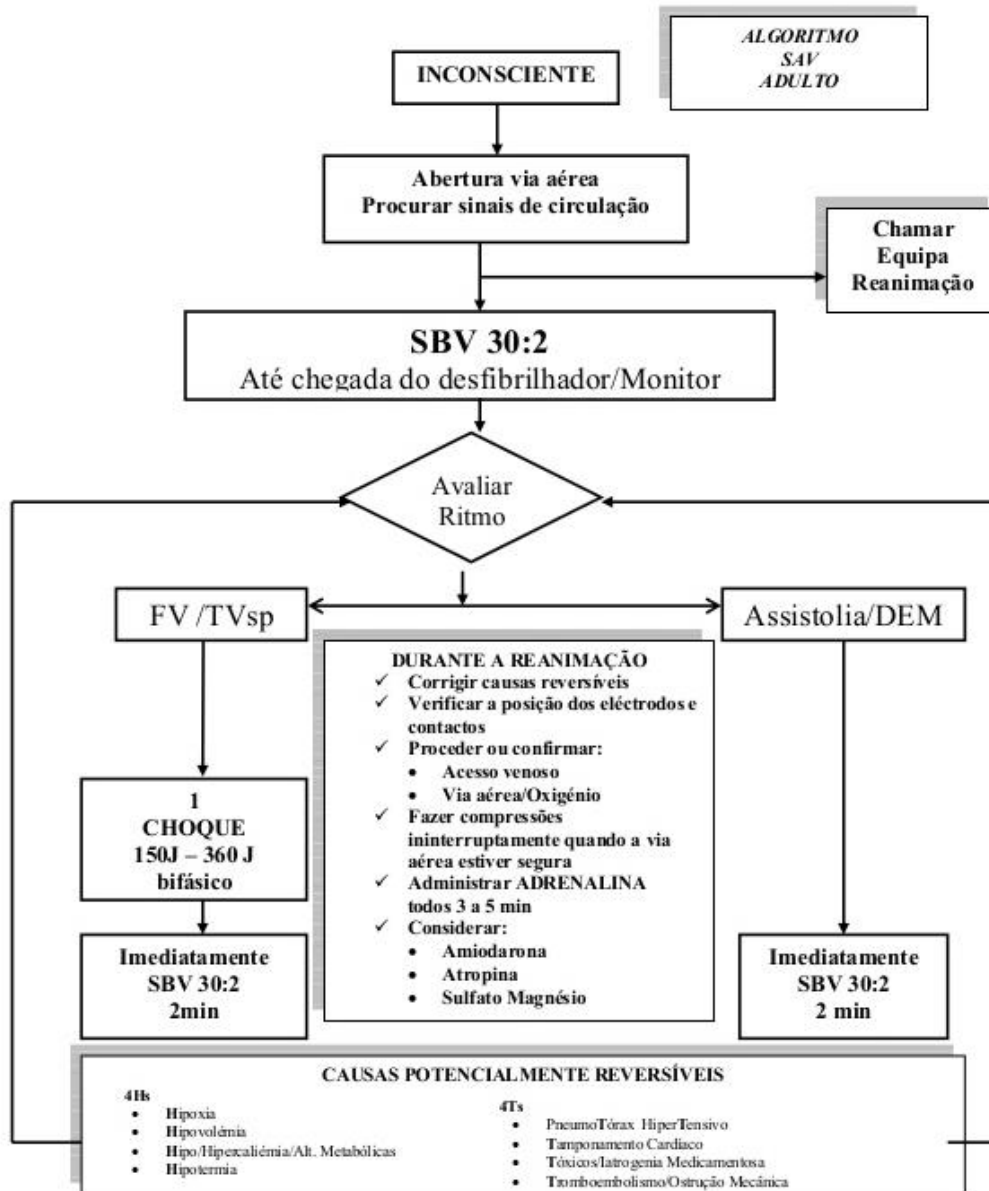 ALGORITMO
SAV
ADULTO
INCONSCIENTE
Abertura via aérea
Procurar sinais de circulação
Chamar
Equipa
Reanimação
SBV 30:2
Até chegada do desfibrilhador/Monitor
Avaliar
Ritmo
FV /TVsp
Assistolia/DEM
DURANTE A REANIMAÇÃO
✓ Corrigir causas reversíveis
✓ Verificar a posição dos eléctrodos e
contactos
✓ Proceder ou confirmar:
• Acesso venoso
• Via aérea/Oxigénio
✓ Fazer compressões
ininterruptamente quando a via
aérea estiver segura
✓ Administrar ADRENALINA
todos 3 a 5 min
✓ Considerar:
• Amiodarona
• Atropina
• Sulfato Magnésio
1
CHOQUE
150J – 360 J
bifásico
Imediatamente
SBV 30:2
2min
Imediatamente
SBV 30:2
2 min
CAUSAS POTENCIALMENTE REVERSÍVEIS
4Hs
• Hipoxia
• Hipovolémia
• Hipo/Hipercaliémia/Alt. Metabólicas
• Hipotermia
4Ts
• PneumoTórax HiperTensivo
• Tamponamento Cardíaco
• Tóxicos/Iatrogenia Medicamentosa
• Tromboembolismo/Ostrução Mecânica